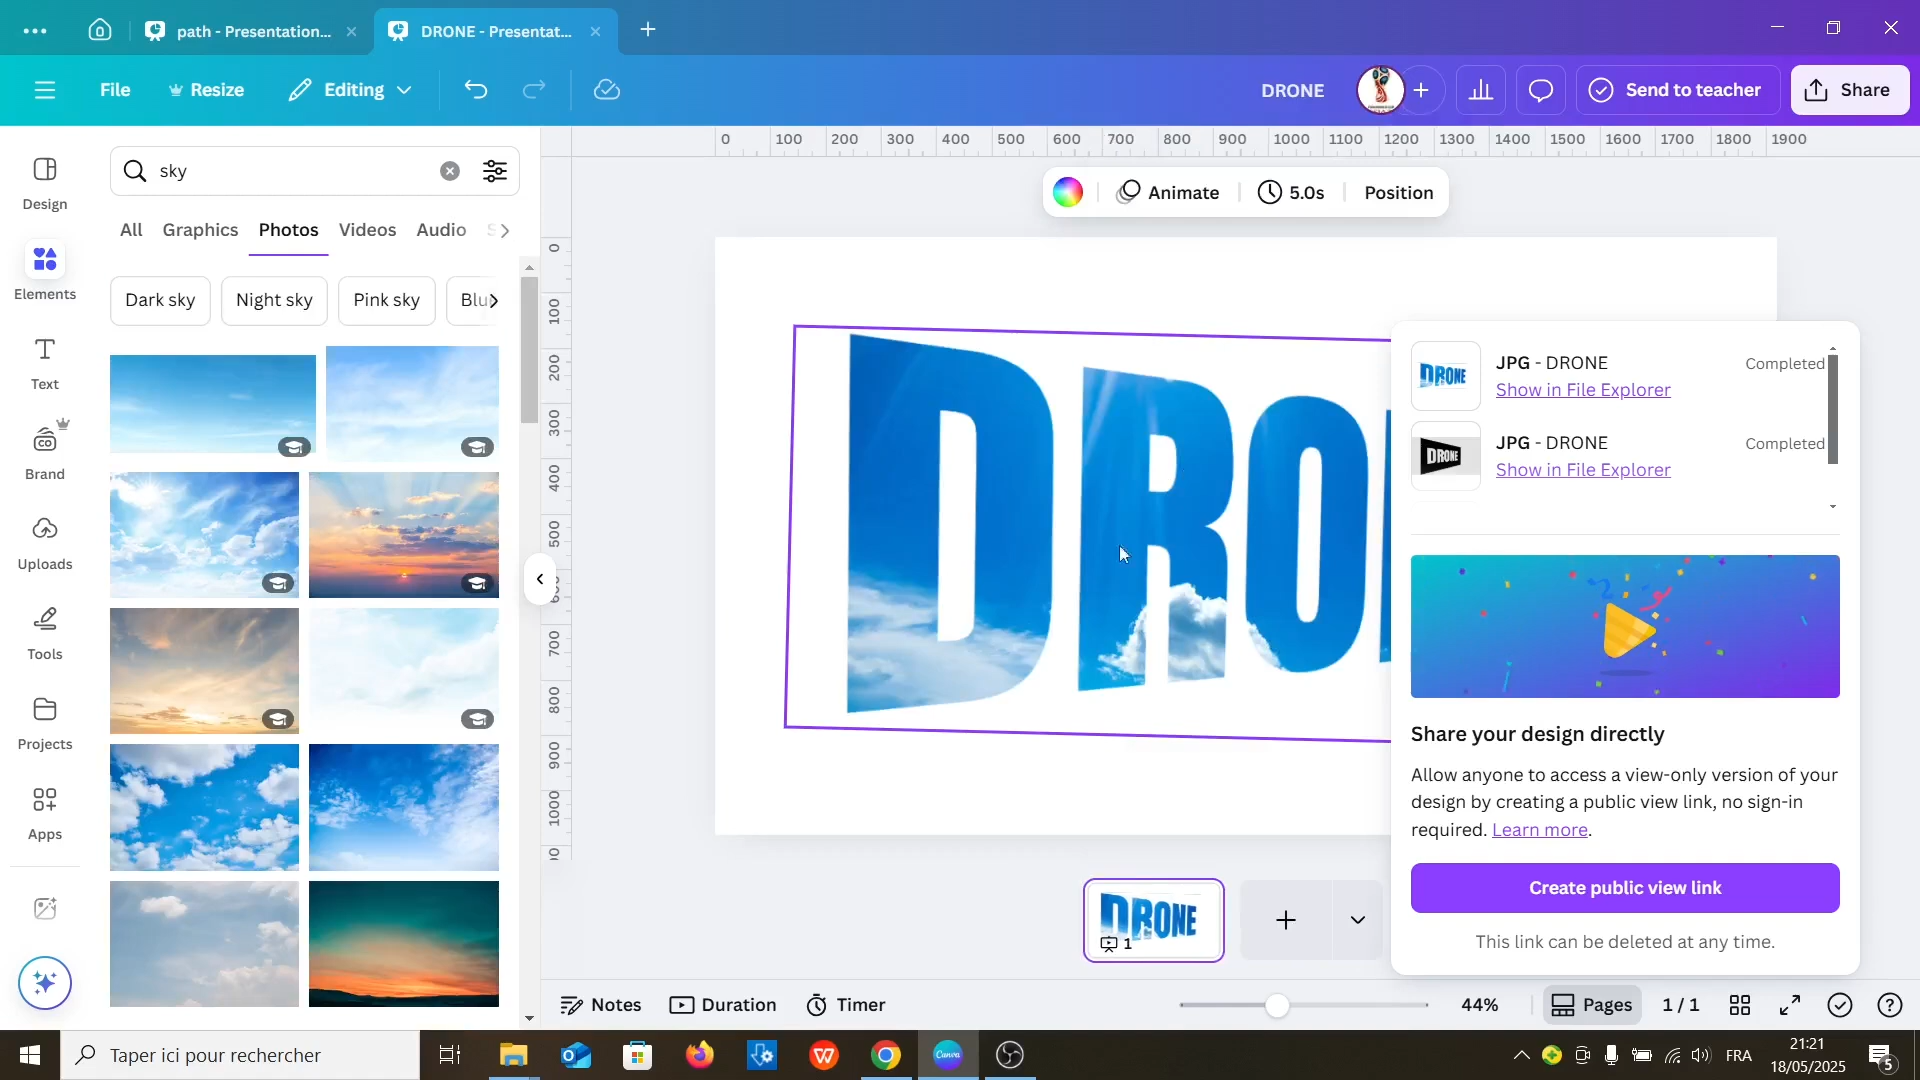 path - Presentation...
DRONE - Presentat...
File
Resize
Editing
DRONE
Send to teacher
Share
sky
All
Graphics
Photos
Videos
Audio
Dark sky
Night sky
Pink sky
Blu
Design
Elements
Text
Brand
Uploads
Tools
Projects
Apps
0 100 200 300 400 500 600 700 800 900 1000 1100 1200 1300 1400 1500 1600 1700 1800 1900
Animate
5.0s
Position
0
100
200
300
400
500
600
700
800
900
1000
DRO
JPG - DRONE
Completed
Show in File Explorer
JPG - DRONE
Completed
Show in File Explorer
Share your design directly
Allow anyone to access a view-only version of your
design by creating a public view link, no sign-in
required. Learn more.
Create public view link
This link can be deleted at any time.
DRONE
1
Notes
Duration
Timer
44%
Pages
1 / 1
Taper ici pour rechercher
FRA
21:21
18/05/2025
5